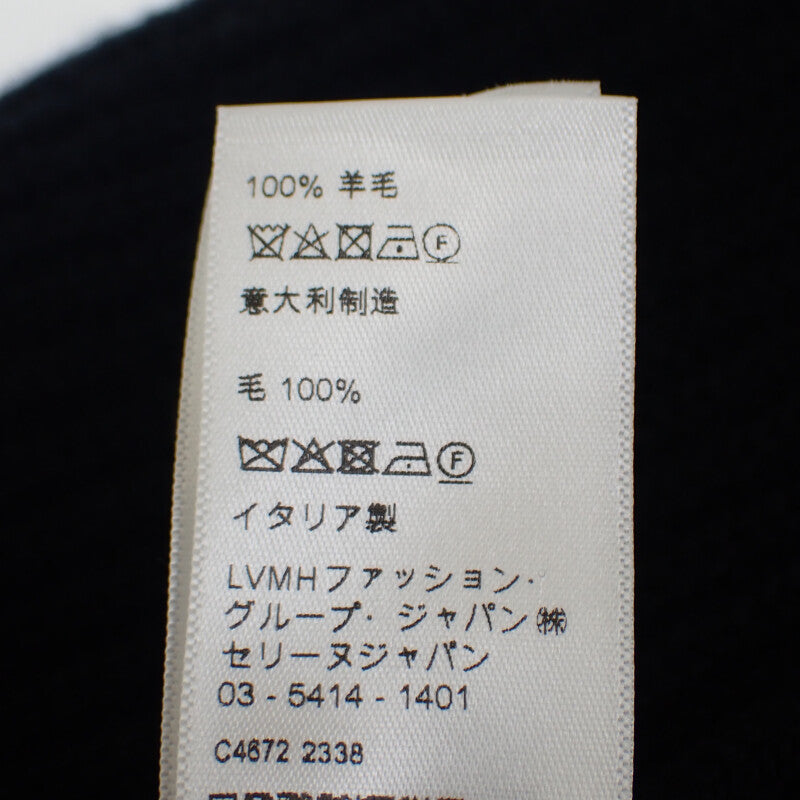 100% 羊毛
F
意大利制造
毛 100%
F
イタリア製
LVMHファッション·
グループ· ジャパン㈱
セリーヌジャパン
03 - 5414 - 1401
C4672 2338